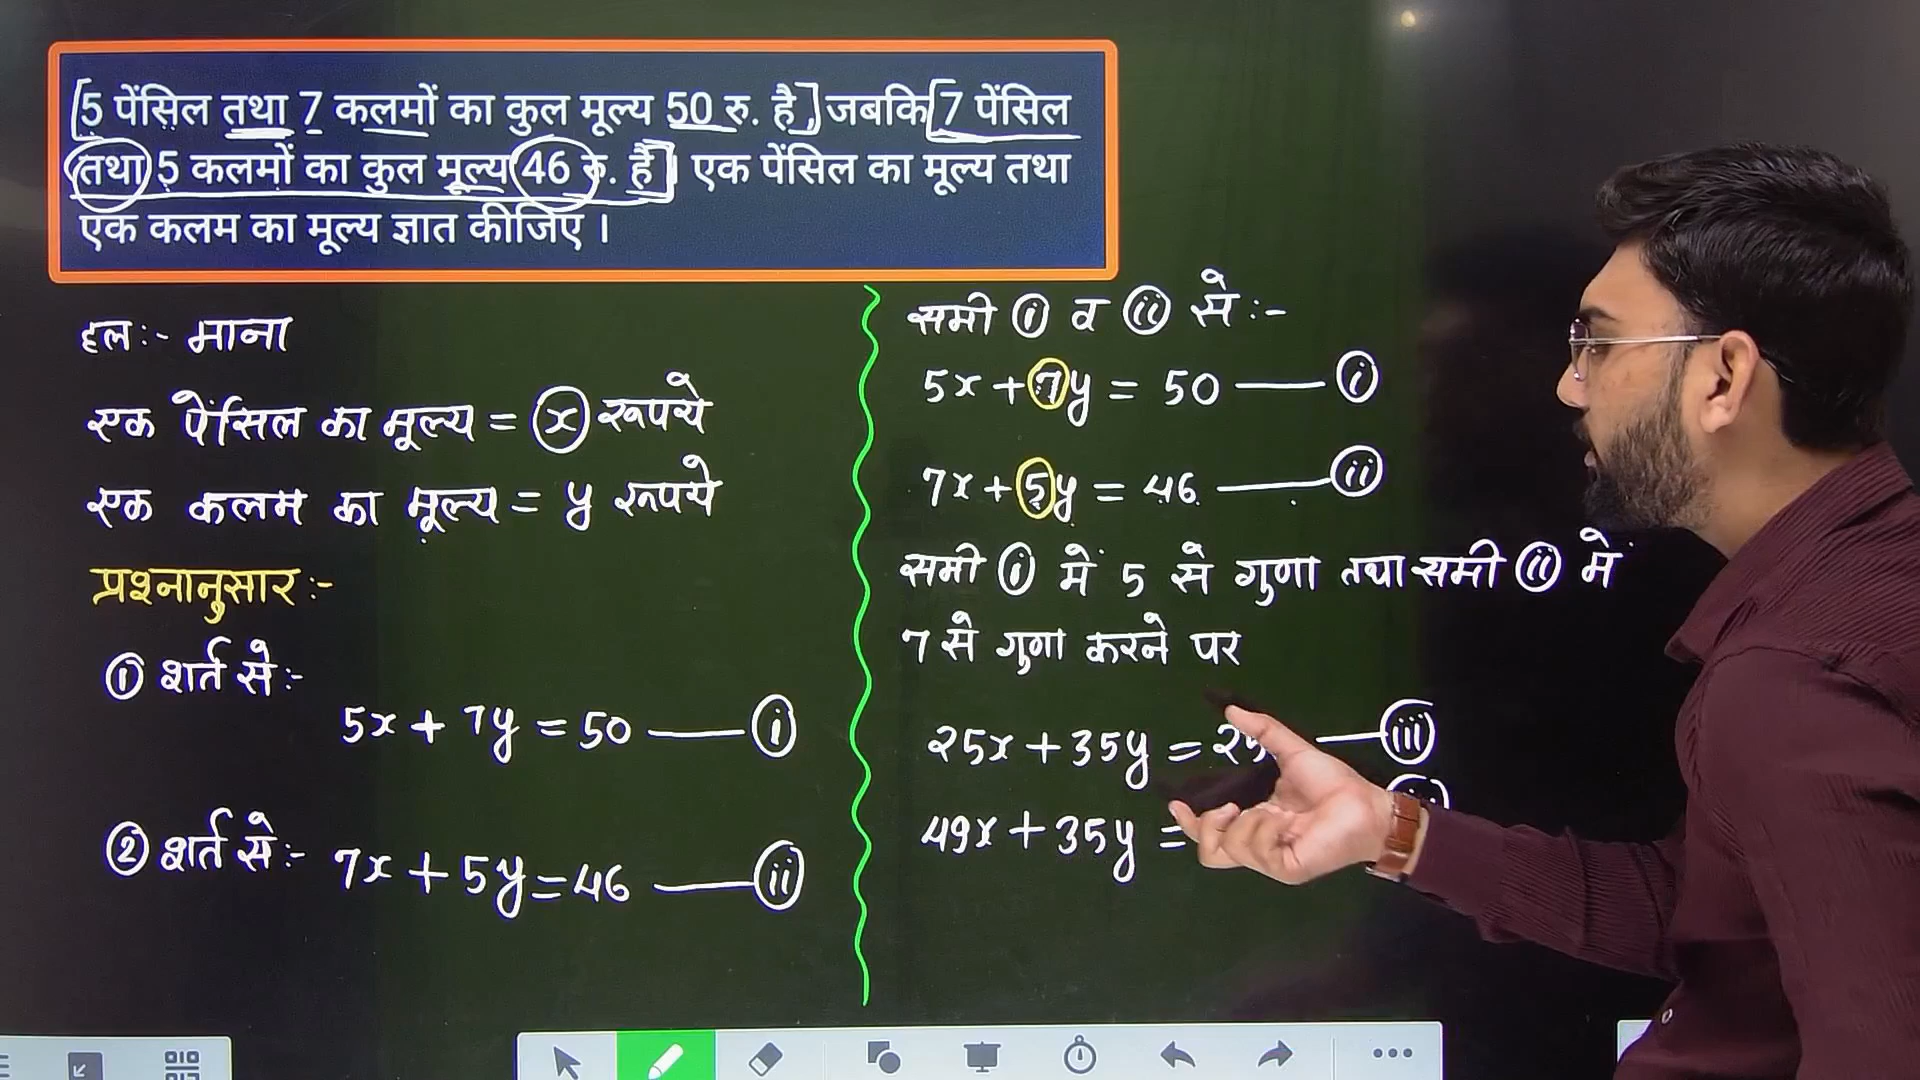 5 पेंसिल तथा 7 कलमों का कुल मूल्य 50 रु. है, जबकि 7 पेंसिल
तथा 5 कलमों का कुल मूल्य 46 रु. है। एक पेंसिल का मूल्य तथा
एक कलम का मूल्य ज्ञात कीजिए ।
हल:- माना
एक पेंसिल का मूल्य = x रूपये
एक कलम का मूल्य = y रूपये
प्रश्नानुसार:-
① शर्त से:-
5x + 7y = 50 — (i)
② शर्त से:- 7x + 5y = 46 — (ii)
समी (i) व (ii) से:-
5x + 7y = 50 — (i)
7x + 5y = 46 — (ii)
समी (i) में 5 से गुणा तथा समी (ii) में
7 से गुणा करने पर
25x + 35y = 25 — (iii)
49x + 35y =